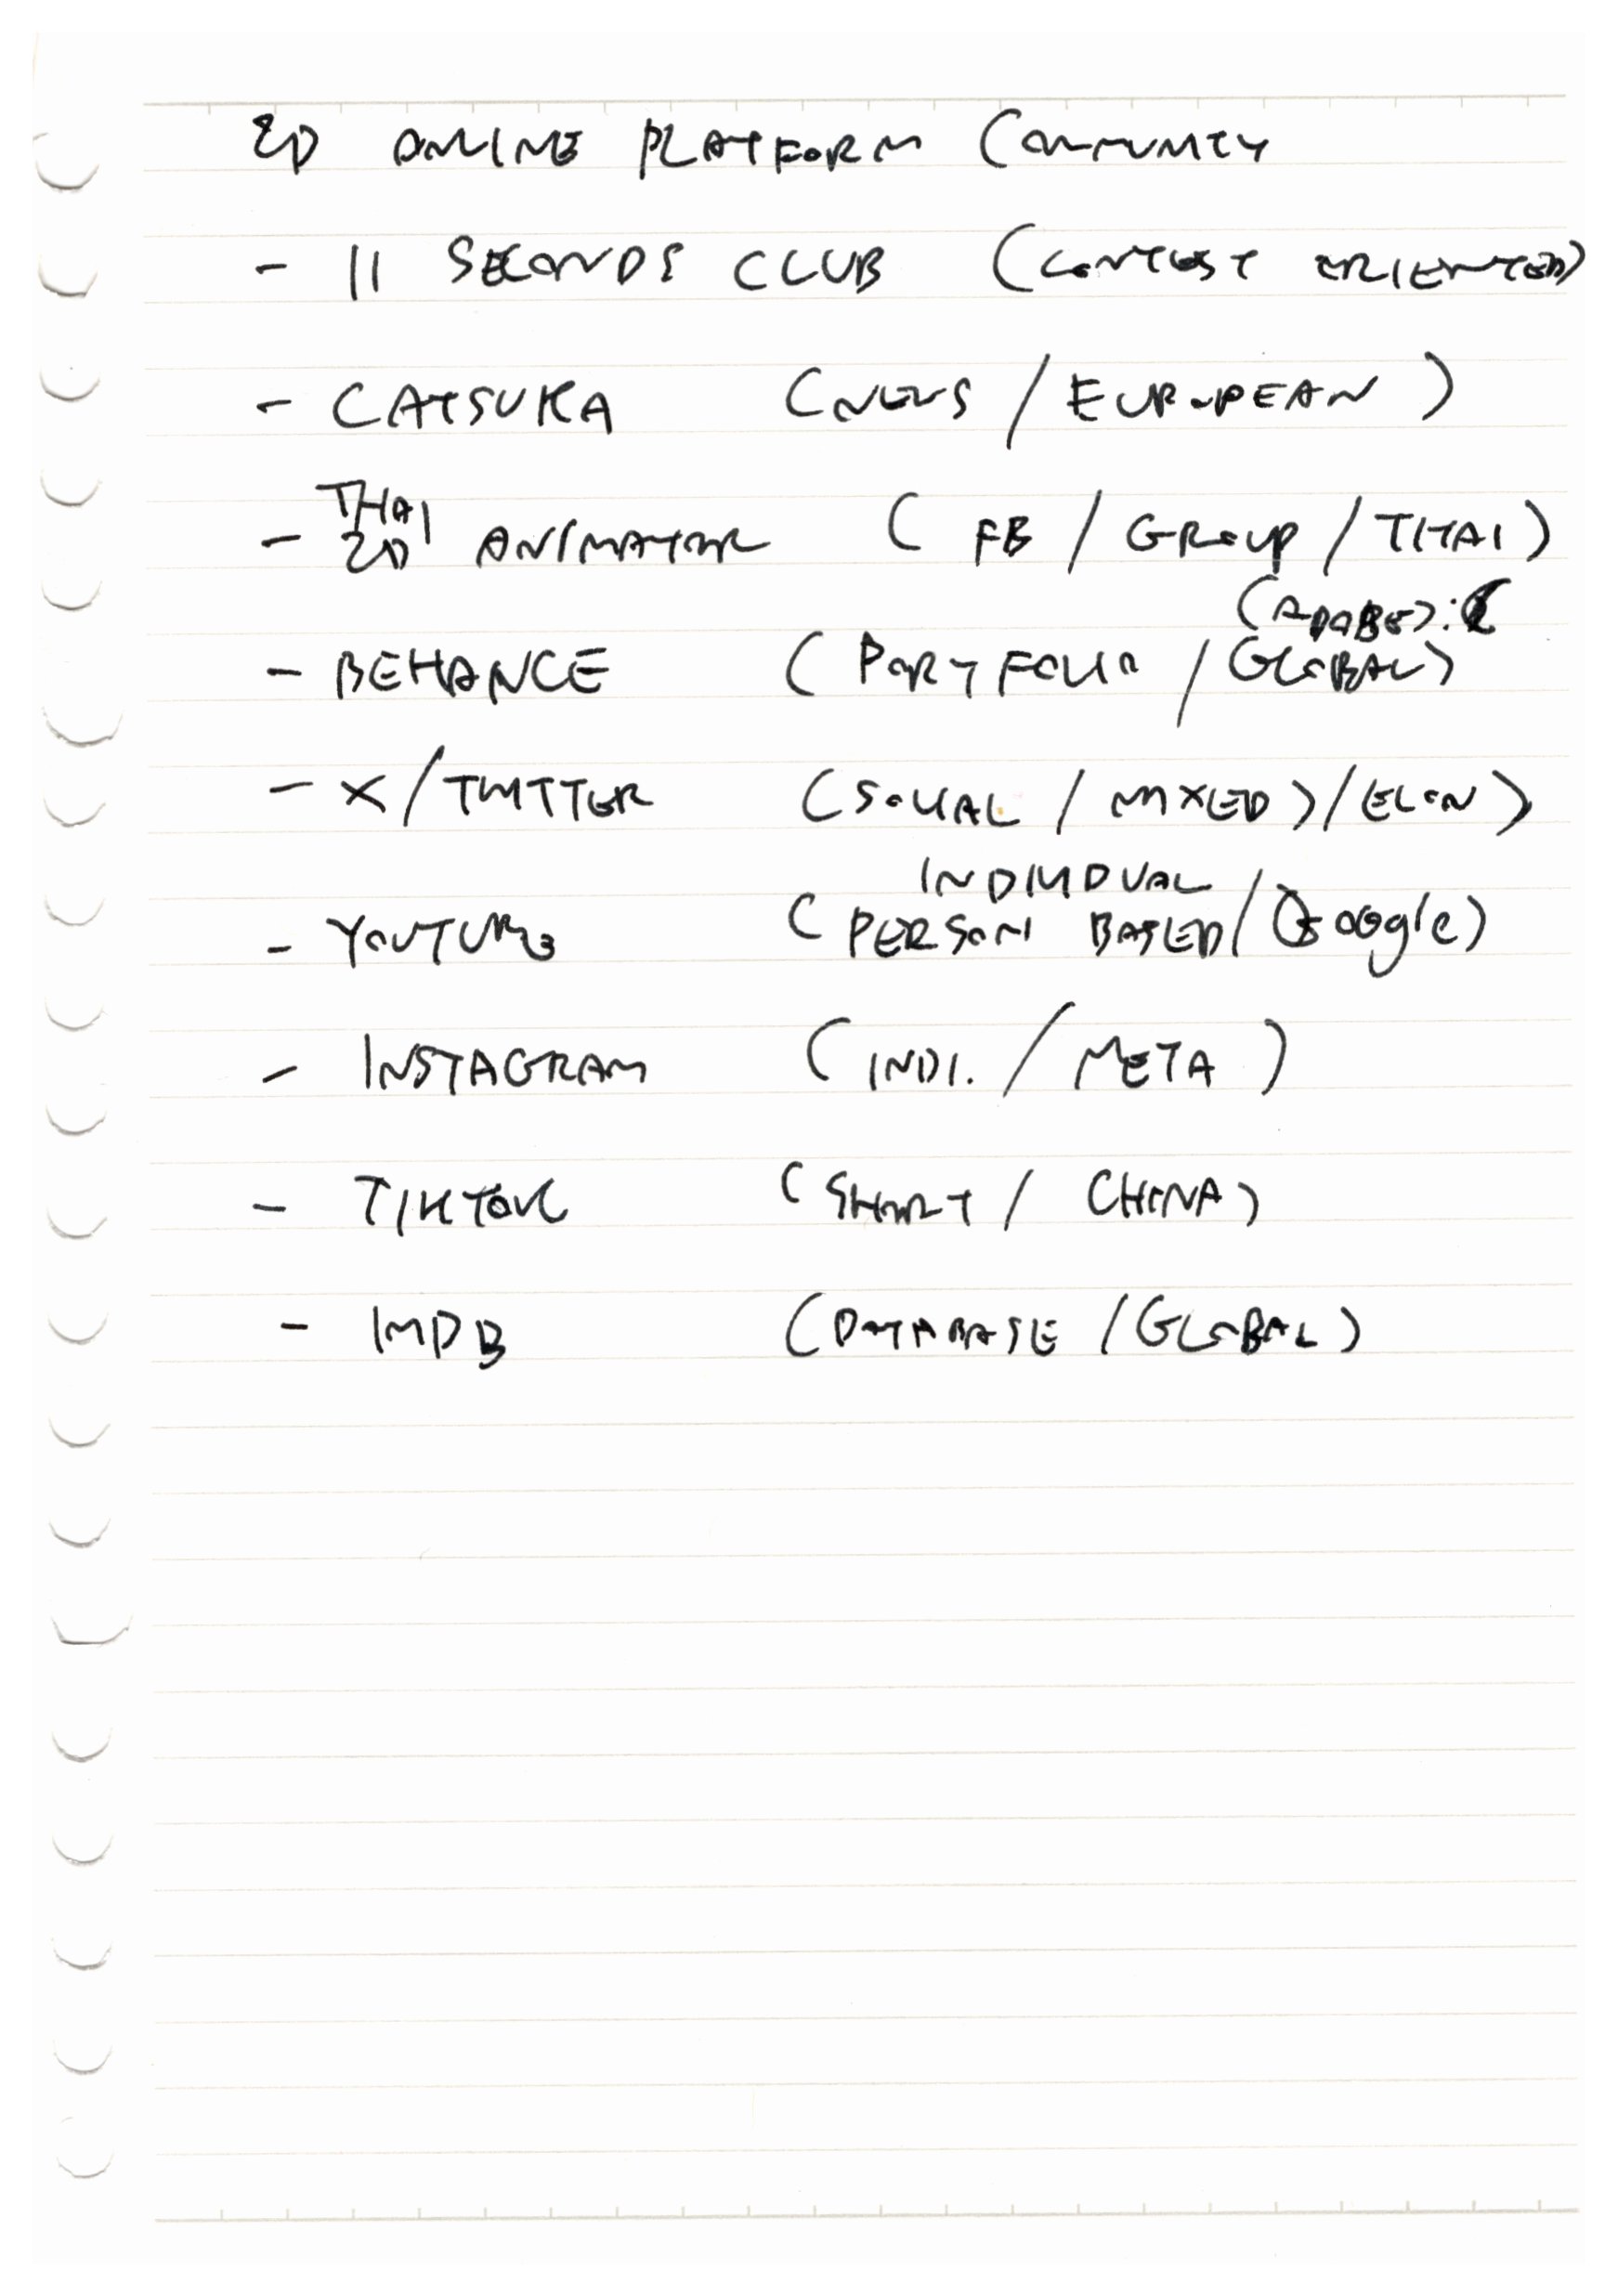 2D ONLINE PLATFORM COMMUNITY
- 11 SECONDS CLUB (CONTEST ORIENTED)
- CATSUKA (NEWS / EUROPEAN)
THAI
- 2D ANIMATOR ( FB / GROUP / THAI)
(ADOBE) :(
- BEHANCE ( PORTFOLIO / GLOBAL)
- X/TWITTER (SOCIAL / MIXED) / ELON)
INDIVIDUAL
- YOUTUBE ( PERSON BASED / Google)
- INSTAGRAM ( INDI. / META )
- TIKTOK ( SHORT / CHINA)
- IMDB (DATABASE / GLOBAL)